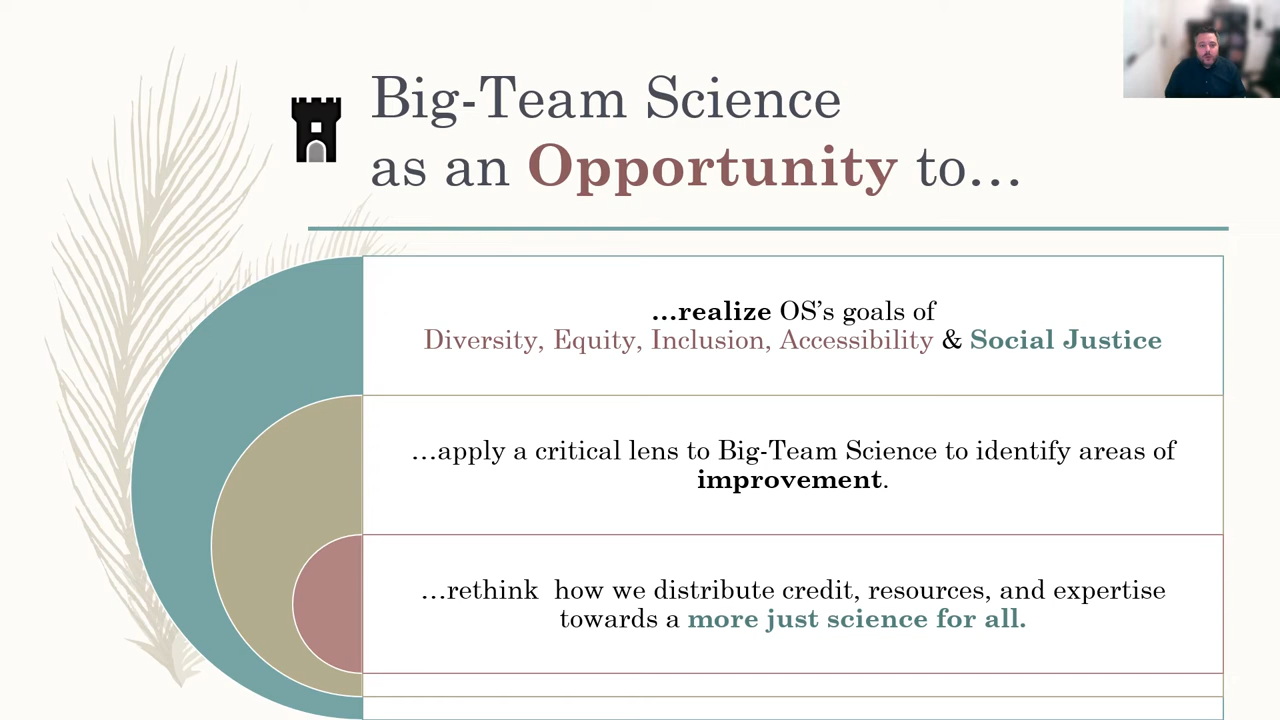 Big-Team Science
as an Opportunity to…
…realize OS’s goals of
Diversity, Equity, Inclusion, Accessibility & Social Justice
…apply a critical lens to Big-Team Science to identify areas of
improvement.
…rethink  how we distribute credit, resources, and expertise
towards a more just science for all.